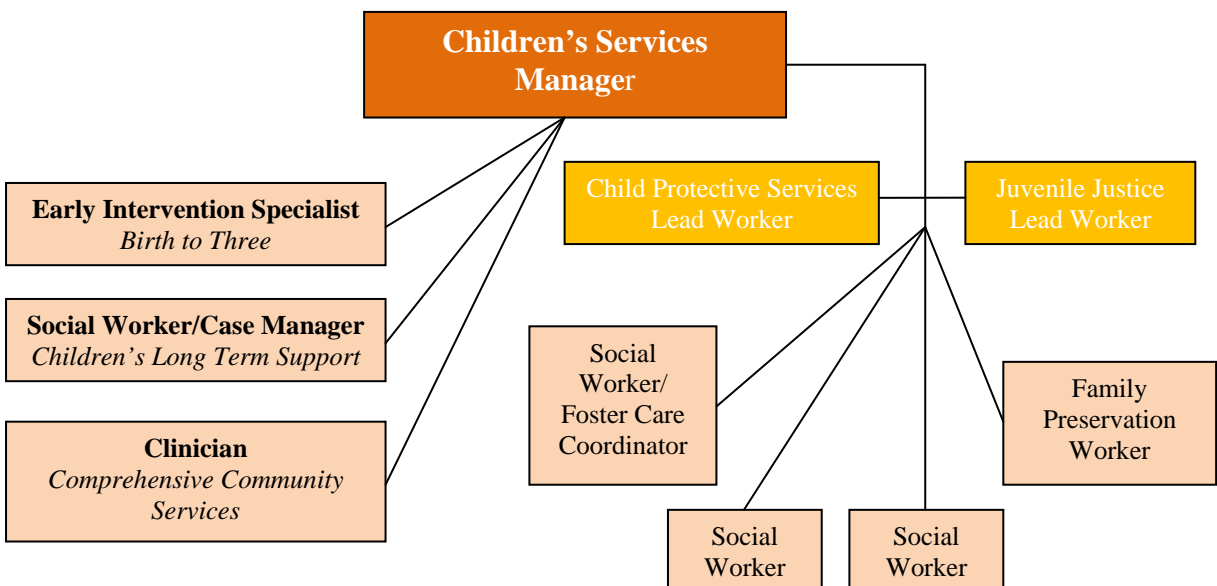 Children’s Services
Manager
Child Protective Services
Lead Worker
Juvenile Justice
Lead Worker
Early Intervention Specialist
Birth to Three
Social Worker/Case Manager
Children’s Long Term Support
Clinician
Comprehensive Community
Services
Social
Worker/
Foster Care
Coordinator
Family
Preservation
Worker
Social
Worker
Social
Worker